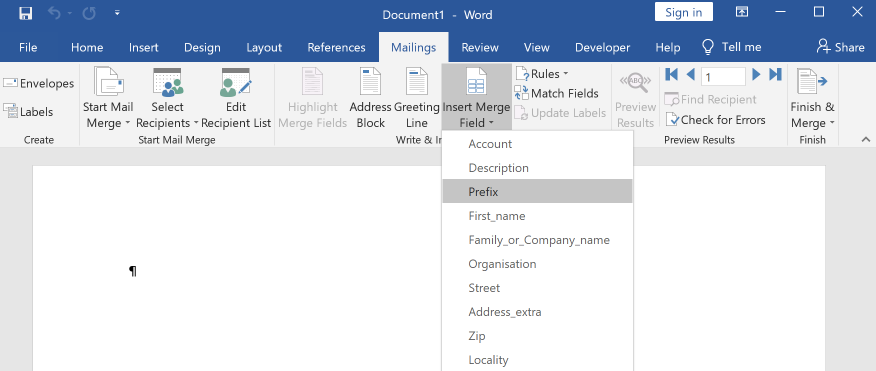 Document1 - Word
Sign in
File Home Insert Design Layout References Mailings Review View Developer Help Tell me Share
Envelopes
Labels
Create
Start Mail
Merge
Select
Recipients
Edit
Recipient List
Start Mail Merge
Highlight
Merge Fields
Address
Block
Greeting
Line
Insert Merge
Field
Rules
Match Fields
Update Labels
Write & In
ABC
Preview
Results
1
Find Recipient
Check for Errors
Preview Results
Finish &
Merge
Finish
Account
Description
Prefix
First_name
Family_or_Company_name
Organisation
Street
Address_extra
Zip
Locality
¶